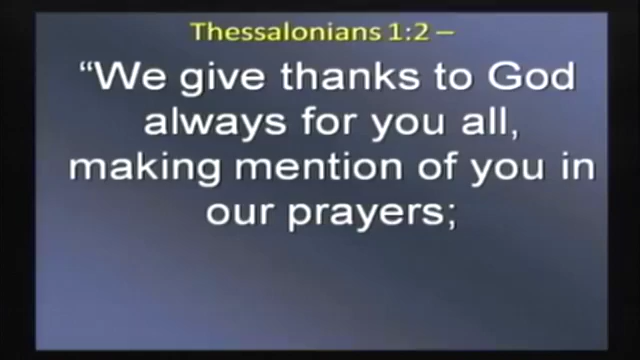 Thessalonians 1:2 –
“We give thanks to God
always for you all,
making mention of you in
our prayers;